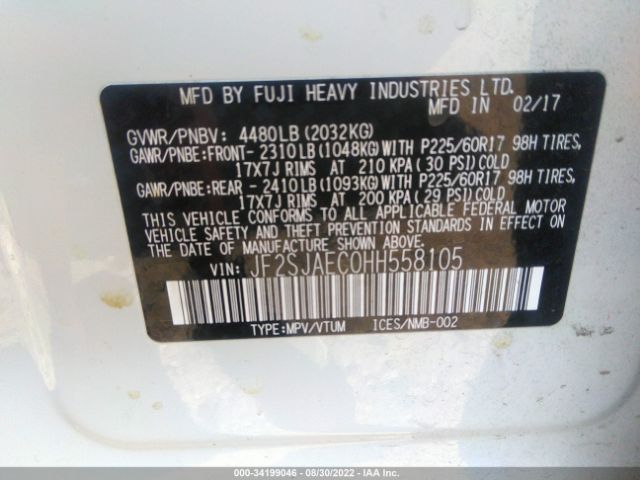 MFD BY FUJI HEAVY INDUSTRIES LTD.
MFD IN 02/17
GVWR/PNBV: 4480LB (2032KG)
GAWR/PNBE:FRONT- 2310LB (1048KG)WITH P225/60R17 98H TIRES,
17X7J RIMS AT 210 KPA (30 PSI)COLD
GAWR/PNBE:REAR - 2410LB (1093KG)WITH P225/60R17 98H TIRES,
17X7J RIMS AT 200 KPA (29 PSI)COLD
THIS VEHICLE CONFORMS TO ALL APPLICABLE FEDERAL MOTOR
VEHICLE SAFETY AND THEFT PREVENTION STANDARDS IN EFFECT ON
THE DATE OF MANUFACTURE SHOWN ABOVE.
VIN: JF2SJAEC0HH558105
TYPE:MPV/VTUM ICES/NMB-002
000-34199046 - 08/30/2022 - IAA Inc.